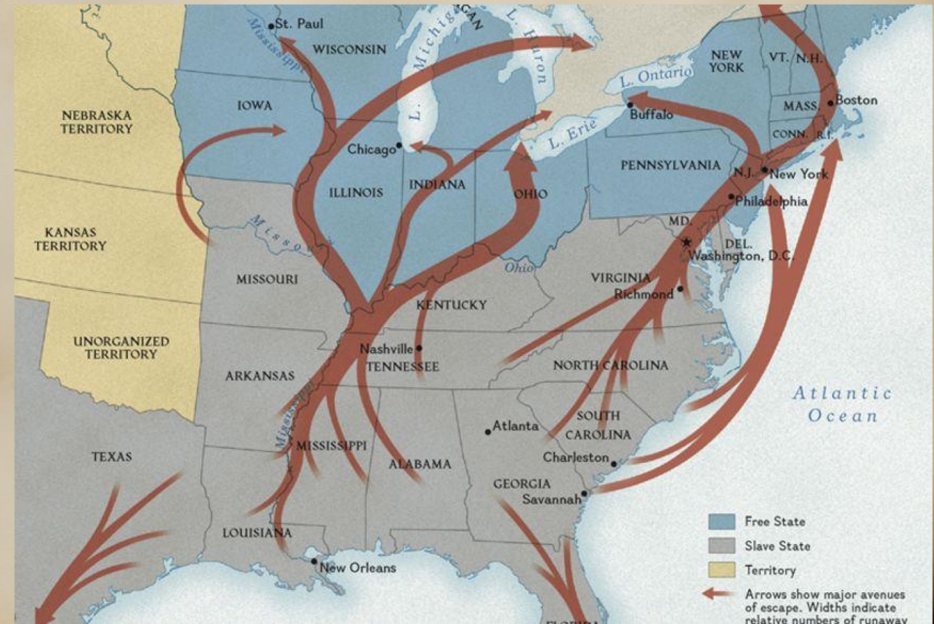 St. Paul
Mississippi
WISCONSIN
L. Michigan
GAN
L. Huron
NEW
YORK
VT.
N.H.
L. Ontario
IOWA
NEBRASKA
TERRITORY
Buffalo
MASS.
Boston
CONN.
R.I.
L. Erie
Chicago
ILLINOIS
INDIANA
OHIO
PENNSYLVANIA
N.J.
New York
Philadelphia
MD.
DEL.
Washington, D.C.
KANSAS
TERRITORY
Missouri
MISSOURI
Ohio
VIRGINIA
Richmond
KENTUCKY
UNORGANIZED
TERRITORY
Nashville
TENNESSEE
NORTH CAROLINA
ARKANSAS
Mississippi
Atlantic
Ocean
SOUTH
CAROLINA
Atlanta
MISSISSIPPI
ALABAMA
Charleston
TEXAS
GEORGIA
Savannah
LOUISIANA
New Orleans
FLORIDA
Free State
Slave State
Territory
Arrows show major avenues
of escape. Widths indicate
relative numbers of runaway